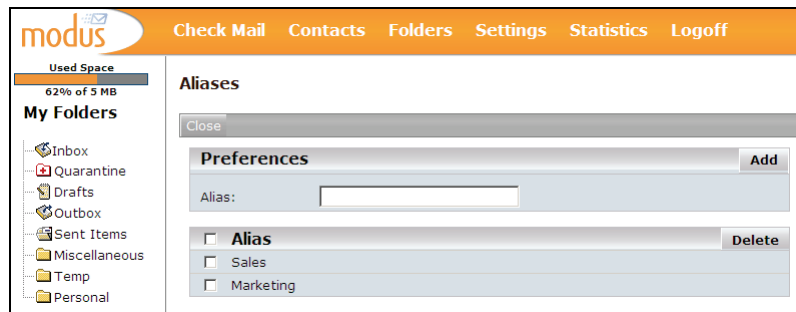 modus
Check Mail Contacts Folders Settings Statistics Logoff
Used Space
62% of 5 MB
My Folders
Inbox
Quarantine
Drafts
Outbox
Sent Items
Miscellaneous
Temp
Personal
Aliases
Close
Preferences Add
Alias:
Alias Delete
Sales
Marketing